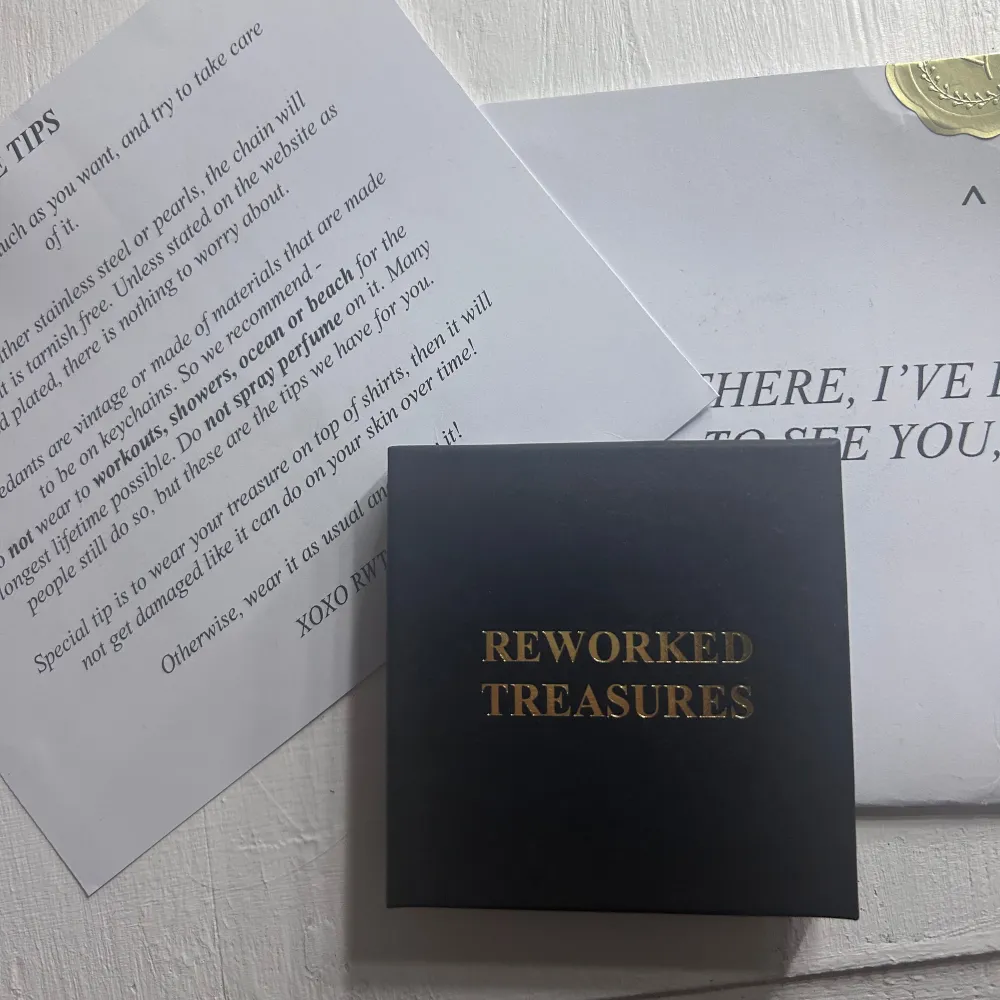 TIPS
as you want, and try to take care
of it.
stainless steel or pearls, the chain will
is tarnish free. Unless stated on the website as
plated, there is nothing to worry about.
are vintage or made of materials that are made
to be on keychains. So we recommend -
not wear to workouts, showers, ocean or beach for the
longest lifetime possible. Do not spray perfume on it. Many
people still do so, but these are the tips we have for you.
Special tip is to wear your treasure on top of shirts, then it will
not get damaged like it can do on your skin over time!
Otherwise, wear it as usual an it!
XOXO RWT
^
HERE, I'VE
TO SEE YOU,
REWORKED
TREASURES